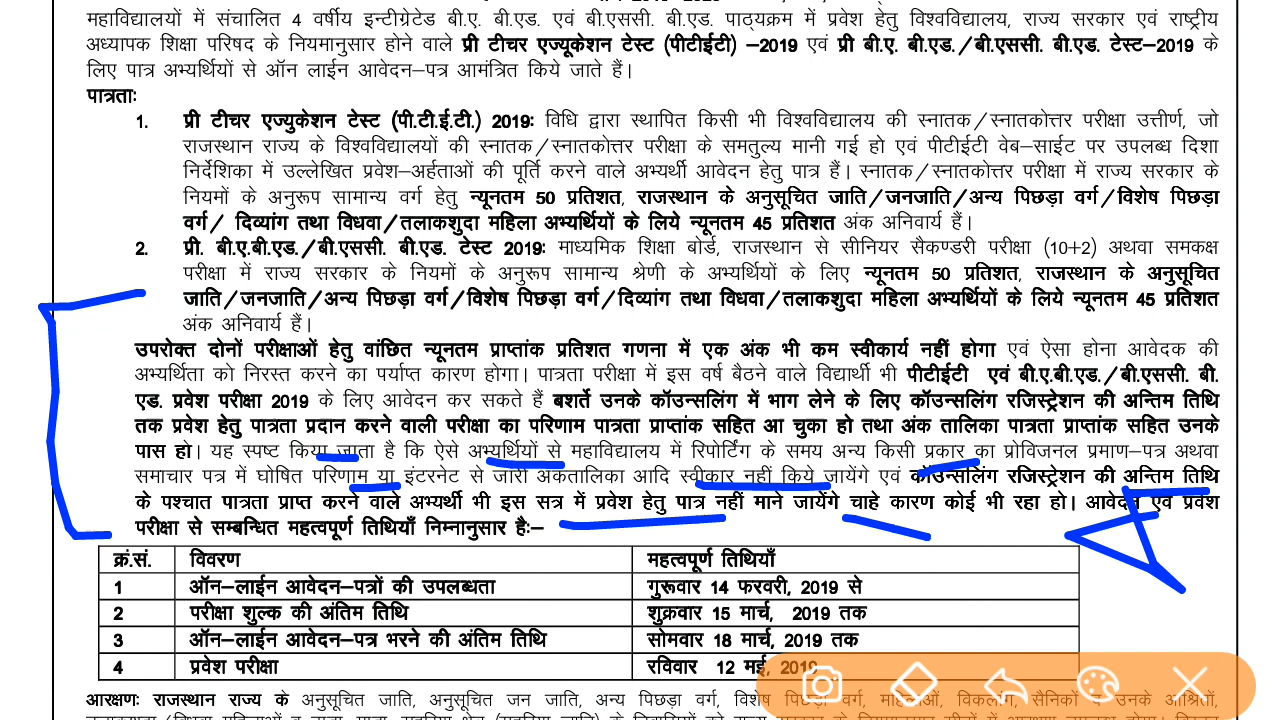 महाविद्यालयों में संचालित 4 वर्षीय इन्टीग्रेटेड बी.ए. बी.एड. एवं बी.एससी. बी.एड. पाठ्यक्रम में प्रवेश हेतु विश्वविद्यालय, राज्य सरकार एवं राष्ट्रीय
अध्यापक शिक्षा परिषद के नियमानुसार होने वाले प्री टीचर एज्यूकेशन टेस्ट (पीटीईटी) –2019 एवं प्री बी.ए. बी.एड./बी.एससी. बी.एड. टेस्ट–2019 के
लिए पात्र अभ्यर्थियों से ऑन लाईन आवेदन–पत्र आमंत्रित किये जाते हैं।
पात्रताः
1. प्री टीचर एज्युकेशन टेस्ट (पी.टी.ई.टी.) 2019ः विधि द्वारा स्थापित किसी भी विश्वविद्यालय की स्नातक/स्नातकोत्तर परीक्षा उत्तीर्ण, जो
राजस्थान राज्य के विश्वविद्यालयों की स्नातक/स्नातकोत्तर परीक्षा के समतुल्य मानी गई हो एवं पीटीईटी वेब–साईट पर उपलब्ध दिशा
निर्देशिका में उल्लेखित प्रवेश–अर्हताओं की पूर्ति करने वाले अभ्यर्थी आवेदन हेतु पात्र हैं। स्नातक/स्नातकोत्तर परीक्षा में राज्य सरकार के
नियमों के अनुरूप सामान्य वर्ग हेतु न्यूनतम 50 प्रतिशत, राजस्थान के अनुसूचित जाति/जनजाति/अन्य पिछड़ा वर्ग/विशेष पिछड़ा
वर्ग/ दिव्यांग तथा विधवा/तलाकशुदा महिला अभ्यर्थियों के लिये न्यूनतम 45 प्रतिशत अंक अनिवार्य हैं।
2. प्री. बी.ए.बी.एड./बी.एससी. बी.एड. टेस्ट 2019ः माध्यमिक शिक्षा बोर्ड, राजस्थान से सीनियर सैकण्डरी परीक्षा (10+2) अथवा समकक्ष
परीक्षा में राज्य सरकार के नियमों के अनुरूप सामान्य श्रेणी के अभ्यर्थियों के लिए न्यूनतम 50 प्रतिशत, राजस्थान के अनुसूचित
जाति/जनजाति/अन्य पिछड़ा वर्ग/विशेष पिछड़ा वर्ग/दिव्यांग तथा विधवा/तलाकशुदा महिला अभ्यर्थियों के लिये न्यूनतम 45 प्रतिशत
अंक अनिवार्य हैं।
उपरोक्त दोनों परीक्षाओं हेतु वांछित न्यूनतम प्राप्तांक प्रतिशत गणना में एक अंक भी कम स्वीकार्य नहीं होगा एवं ऐसा होना आवेदक की
अभ्यर्थिता को निरस्त करने का पर्याप्त कारण होगा। पात्रता परीक्षा में इस वर्ष बैठने वाले विद्यार्थी भी पीटीईटी एवं बी.ए.बी.एड./बी.एससी. बी.
एड. प्रवेश परीक्षा 2019 के लिए आवेदन कर सकते हैं बशर्ते उनके कॉउन्सलिंग में भाग लेने के लिए कॉउन्सलिंग रजिस्ट्रेशन की अन्तिम तिथि
तक प्रवेश हेतु पात्रता प्रदान करने वाली परीक्षा का परिणाम पात्रता प्राप्तांक सहित आ चुका हो तथा अंक तालिका पात्रता प्राप्तांक सहित उनके
पास हो। यह स्पष्ट किया जाता है कि ऐसे अभ्यर्थियों से महाविद्यालय में रिपोर्टिंग के समय अन्य किसी प्रकार का प्रोविजनल प्रमाण–पत्र अथवा
समाचार पत्र में घोषित परिणाम या इंटरनेट से जारी अंकतालिका आदि स्वीकार नहीं किये जायेंगे एवं कॉउन्सलिंग रजिस्ट्रेशन की अन्तिम तिथि
के पश्चात पात्रता प्राप्त करने वाले अभ्यर्थी भी इस सत्र में प्रवेश हेतु पात्र नहीं माने जायेंगे चाहे कारण कोई भी रहा हो। आवेदन एवं प्रवेश
परीक्षा से सम्बन्धित महत्वपूर्ण तिथियाँ निम्नानुसार हैः–
क्रं.सं. विवरण महत्वपूर्ण तिथियाँ
1 ऑन–लाईन आवेदन–पत्रों की उपलब्धता गुरूवार 14 फरवरी, 2019 से
2 परीक्षा शुल्क की अंतिम तिथि शुक्रवार 15 मार्च, 2019 तक
3 ऑन–लाईन आवेदन–पत्र भरने की अंतिम तिथि सोमवार 18 मार्च, 2019 तक
4 प्रवेश परीक्षा रविवार 12 मई, 2019
आरक्षणः राजस्थान राज्य के अनुसूचित जाति, अनुसूचित जन जाति, अन्य पिछड़ा वर्ग, विशेष पिछड़ा वर्ग, महिलाओं, विकलांग, सैनिकों व उनके आश्रितों,